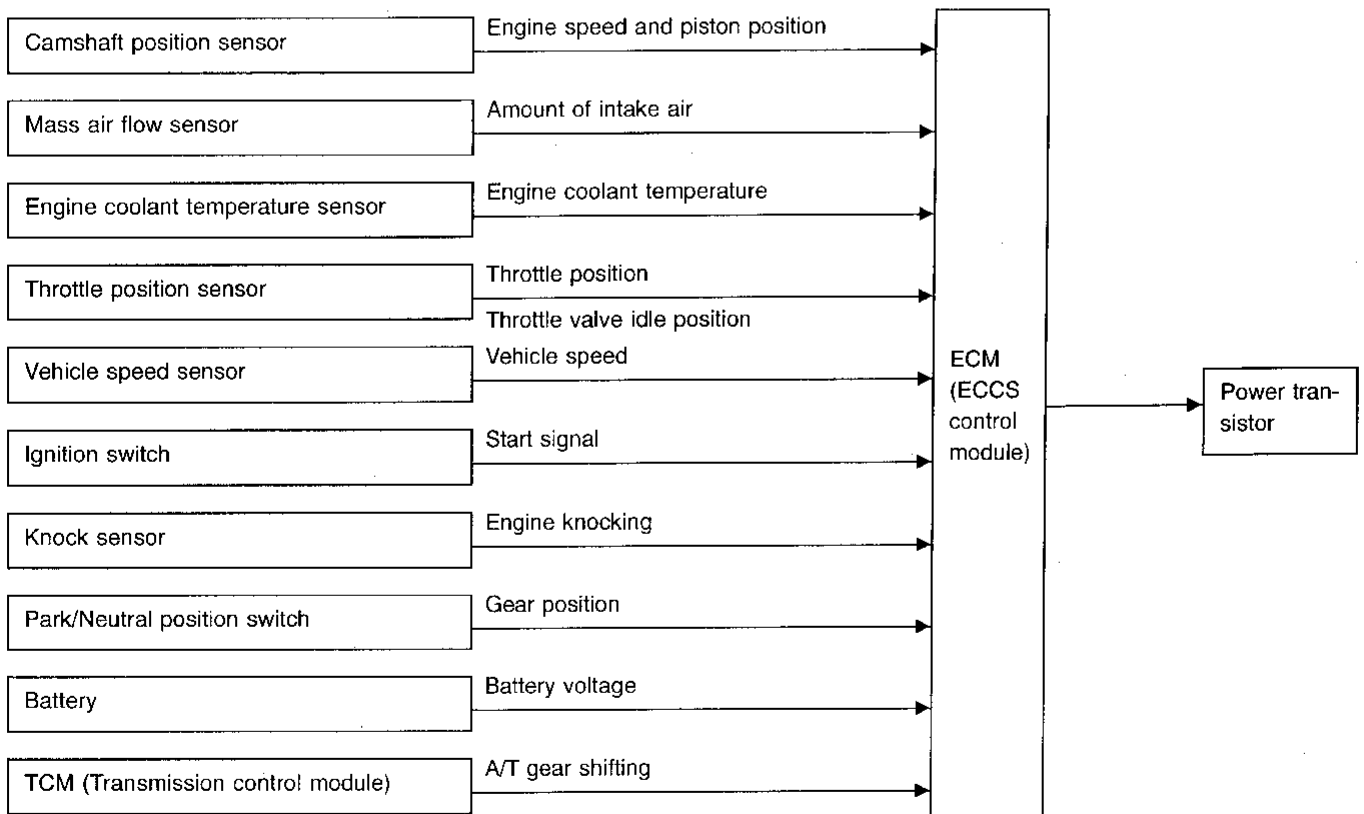 Camshaft position sensor
Engine speed and piston position
Mass air flow sensor
Amount of intake air
Engine coolant temperature sensor
Engine coolant temperature
Throttle position sensor
Throttle position
Throttle valve idle position
Vehicle speed sensor
Vehicle speed
Ignition switch
Start signal
Knock sensor
Engine knocking
Park/Neutral position switch
Gear position
Battery
Battery voltage
TCM (Transmission control module)
A/T gear shifting
ECM
(ECCS
control
module)
Power tran-
sistor